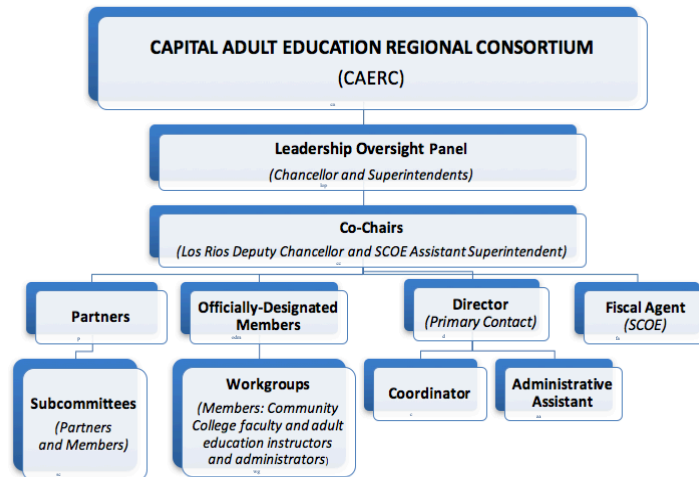 CAPITAL ADULT EDUCATION REGIONAL CONSORTIUM
(CAERC)
Leadership Oversight Panel
(Chancellor and Superintendents)
Co-Chairs
(Los Rios Deputy Chancellor and SCOE Assistant Superintendent)
Partners
Officially-Designated
Members
Director
(Primary Contact)
Fiscal Agent
(SCOE)
Subcommittees
(Partners
and Members)
Workgroups
(Members: Community
College faculty and adult
education instructors
and administrators)
Coordinator
Administrative
Assistant